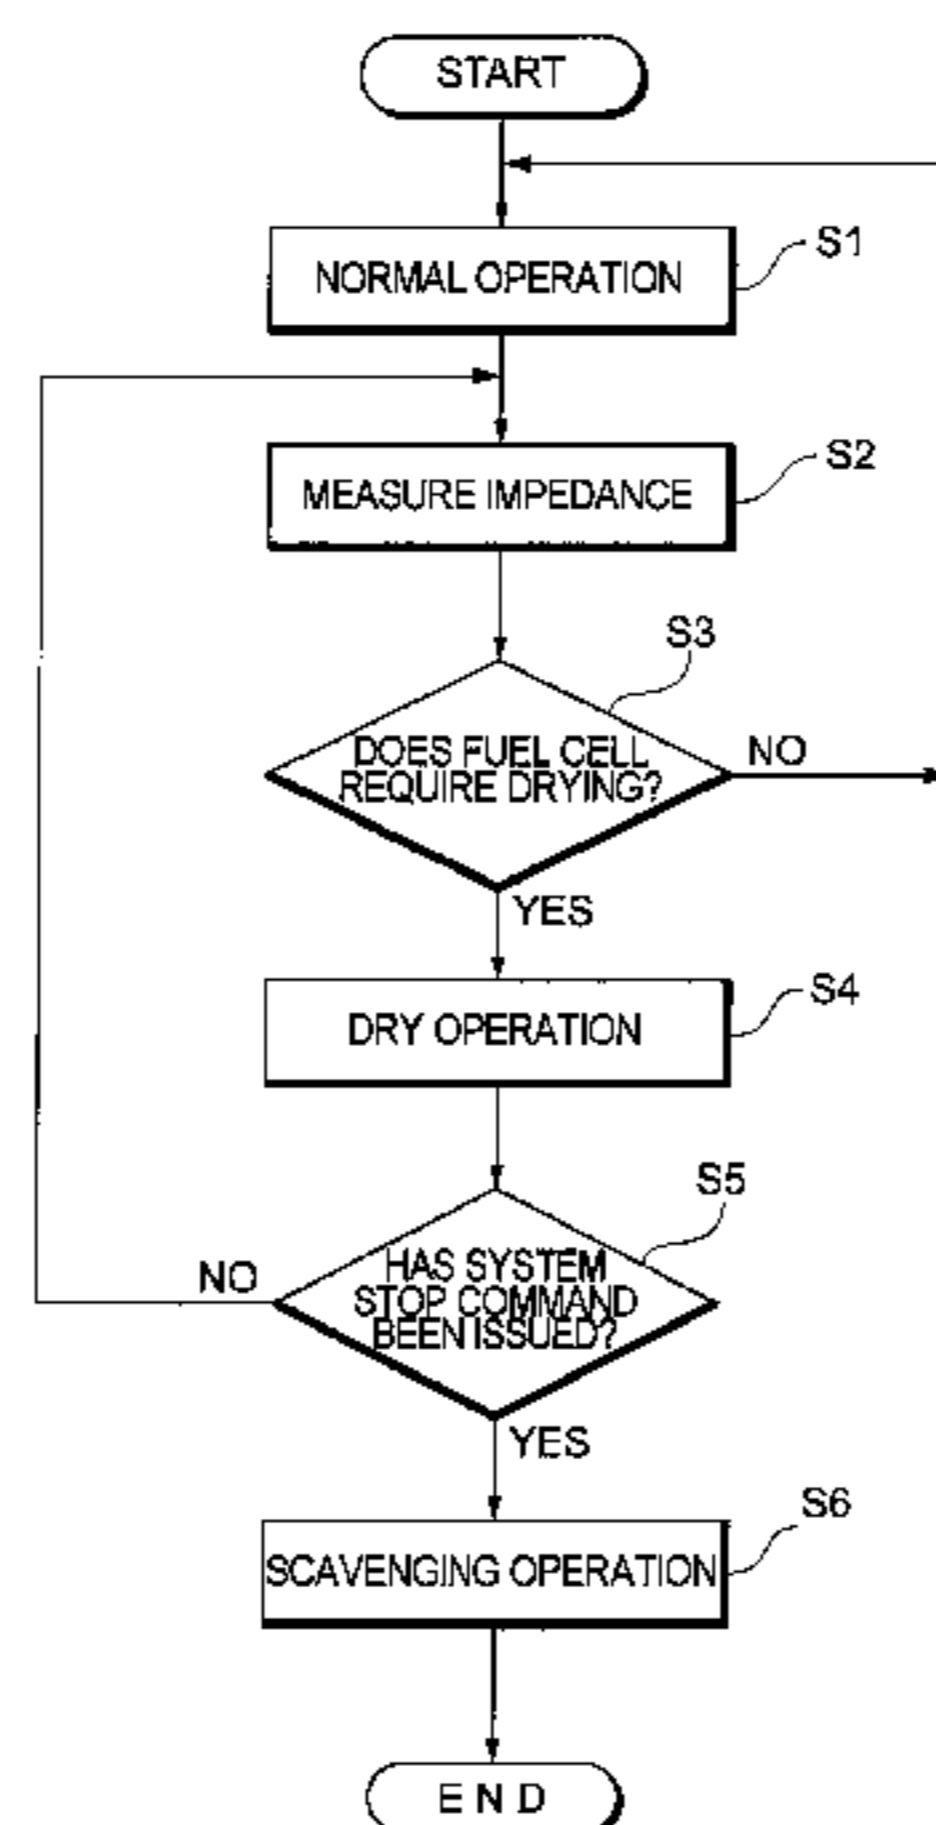 START
NORMAL OPERATION
S1
MEASURE IMPEDANCE
S2
S3
DOES FUEL CELL
REQUIRE DRYING?
NO
YES
DRY OPERATION
S4
S5
HAS SYSTEM
STOP COMMAND
BEEN ISSUED?
NO
YES
SCAVENGING OPERATION
S6
END